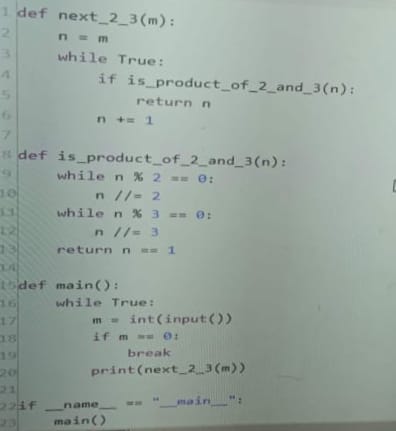 1 def next_2_3(m):
2 n = m
3 while True:
4 if is_product_of_2_and_3(n):
5 return n
6 n += 1
7
8 def is_product_of_2_and_3(n):
9 while n % 2 == 0:
10 n //= 2
11 while n % 3 == 0:
12 n //= 3
13 return n == 1
14
15 def main():
16 while True:
17 m = int(input())
18 if m == 0:
19 break
20 print(next_2_3(m))
21
22 if __name__ == "__main__":
23 main()